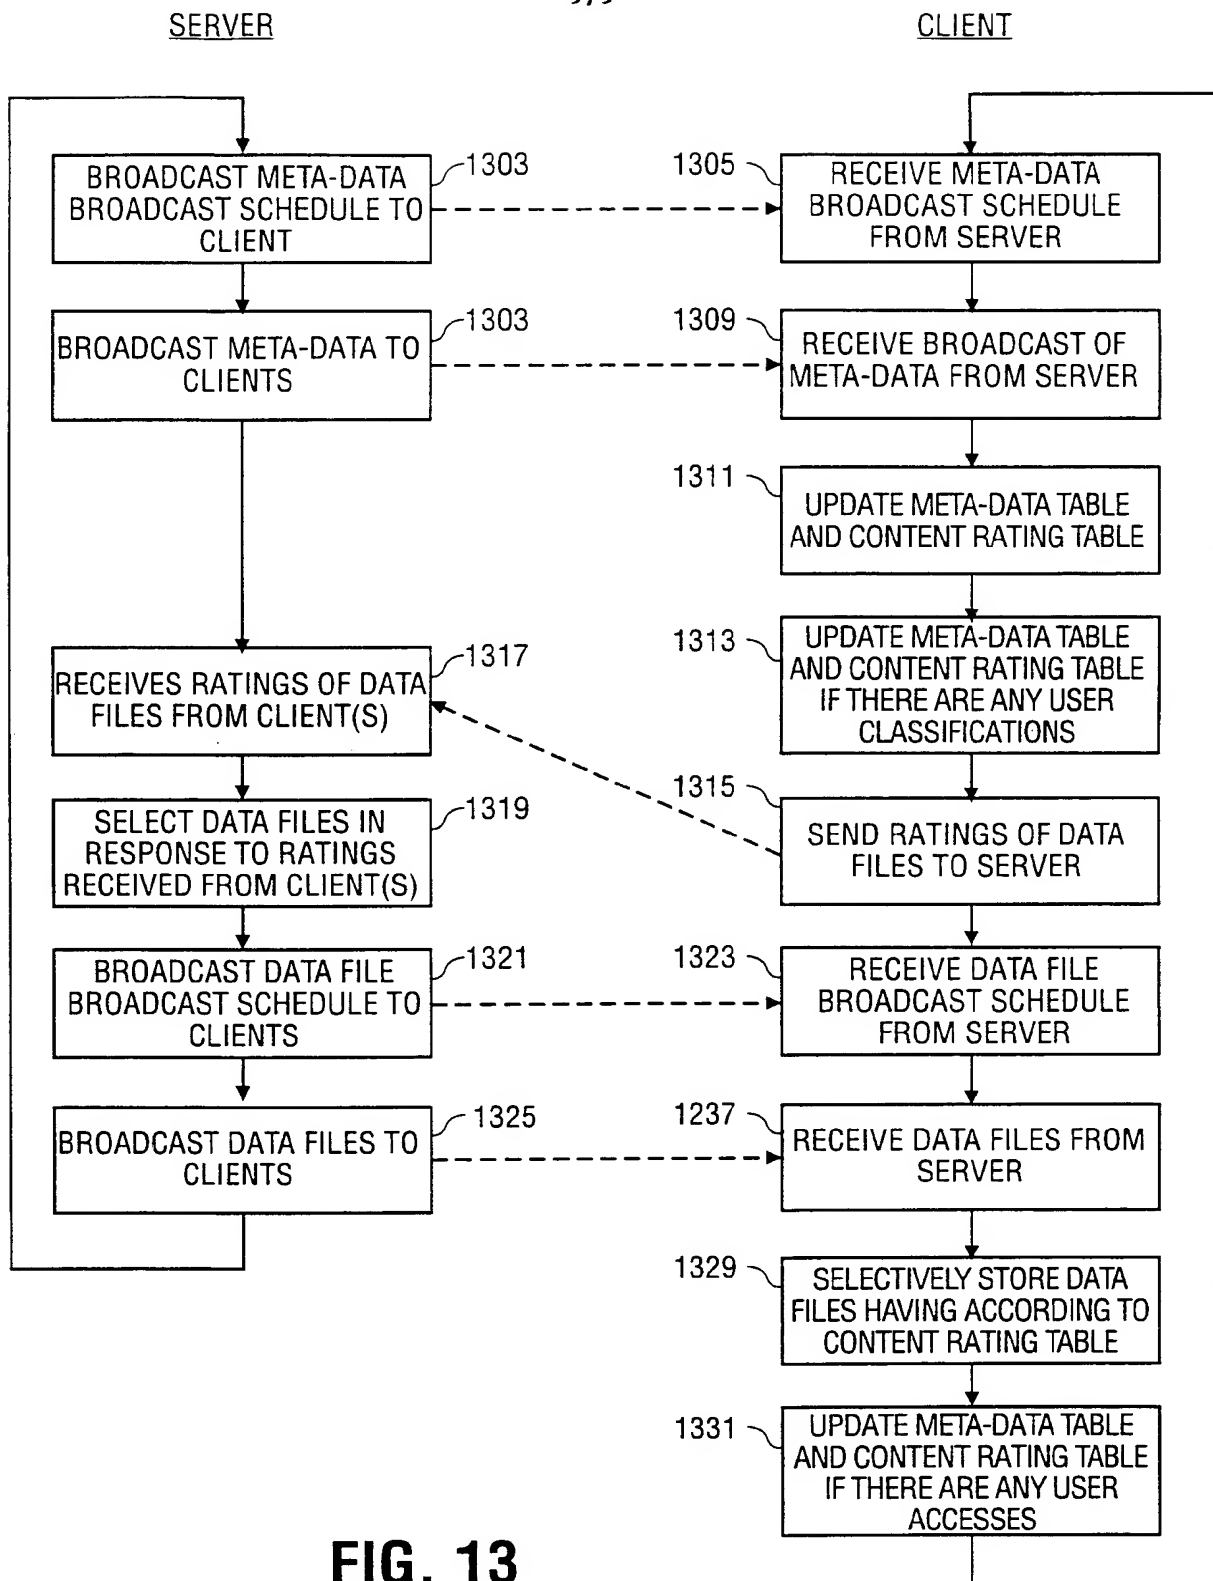 SERVER
CLIENT
BROADCAST META-DATA
BROADCAST SCHEDULE TO
CLIENT
1303
1305
RECEIVE META-DATA
BROADCAST SCHEDULE
FROM SERVER
BROADCAST META-DATA TO
CLIENTS
1303
1309
RECEIVE BROADCAST OF
META-DATA FROM SERVER
1311
UPDATE META-DATA TABLE
AND CONTENT RATING TABLE
1313
UPDATE META-DATA TABLE
AND CONTENT RATING TABLE
IF THERE ARE ANY USER
CLASSIFICATIONS
RECEIVES RATINGS OF DATA
FILES FROM CLIENT(S)
1317
1315
SEND RATINGS OF DATA
FILES TO SERVER
SELECT DATA FILES IN
RESPONSE TO RATINGS
RECEIVED FROM CLIENT(S)
1319
BROADCAST DATA FILE
BROADCAST SCHEDULE TO
CLIENTS
1321
1323
RECEIVE DATA FILE
BROADCAST SCHEDULE
FROM SERVER
BROADCAST DATA FILES TO
CLIENTS
1325
1237
RECEIVE DATA FILES FROM
SERVER
1329
SELECTIVELY STORE DATA
FILES HAVING ACCORDING TO
CONTENT RATING TABLE
1331
UPDATE META-DATA TABLE
AND CONTENT RATING TABLE
IF THERE ARE ANY USER
ACCESSES
FIG. 13